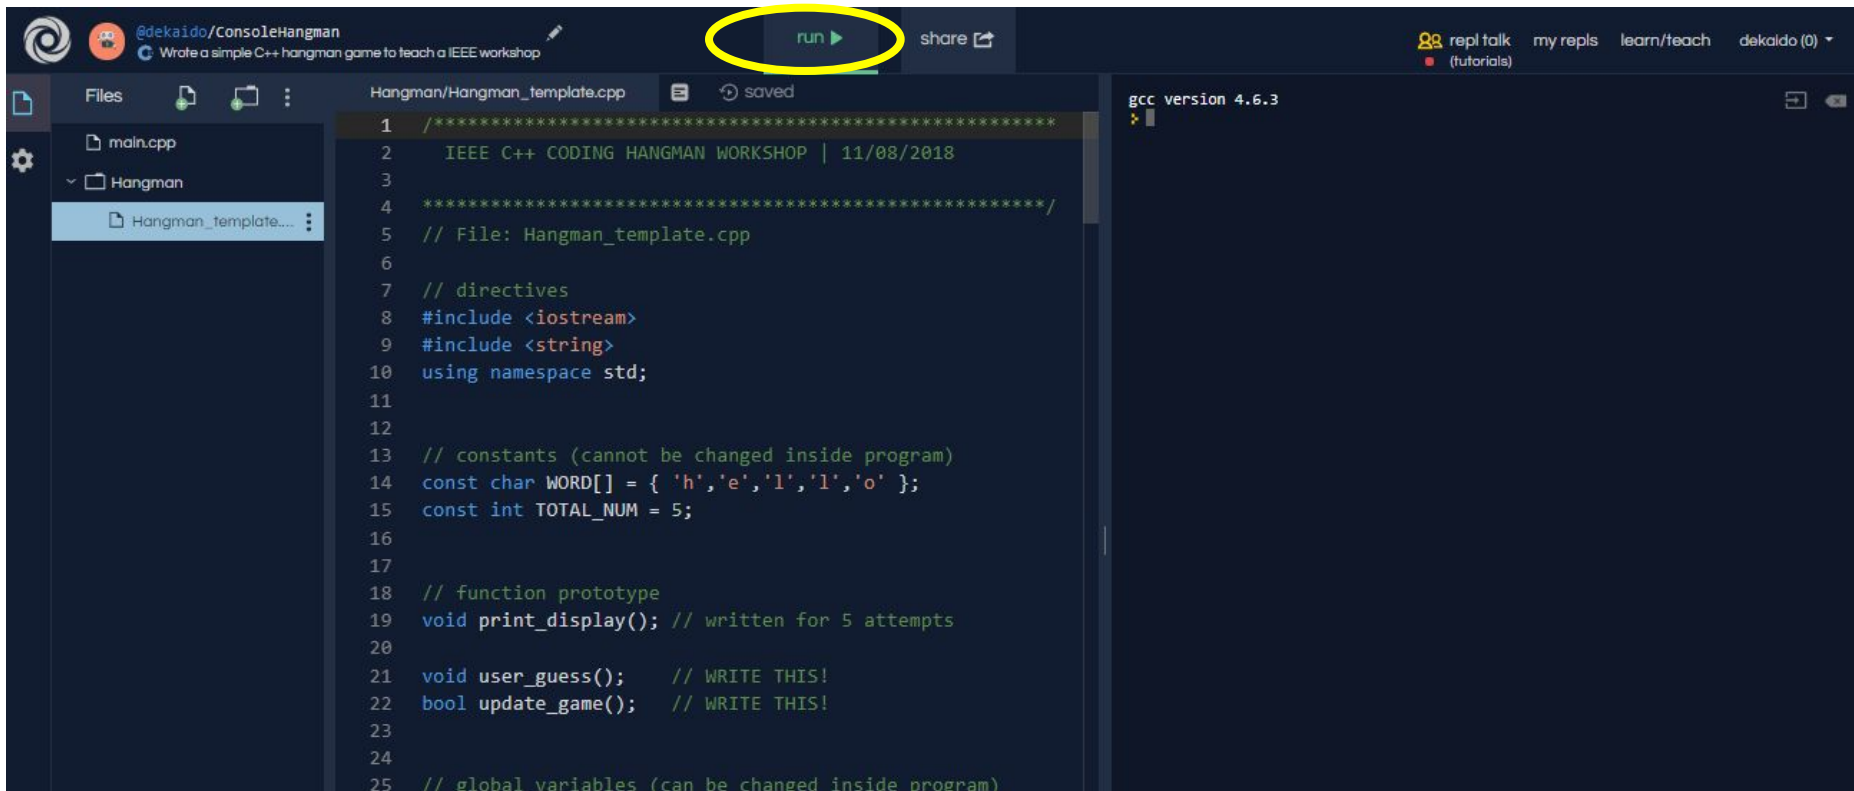 @dekaido/ConsoleHangman
Wrote a simple C++ hangman game to teach a IEEE workshop
run
share
repl talk
(tutorials)
my repls
learn/teach
dekaido (0)
Files
main.cpp
Hangman
Hangman_template....
Hangman/Hangman_template.cpp
saved
1 /*******************************************************
2 IEEE C++ CODING HANGMAN WORKSHOP | 11/08/2018
3
4 *******************************************************/
5 // File: Hangman_template.cpp
6
7 // directives
8 #include <iostream>
9 #include <string>
10 using namespace std;
11
12
13 // constants (cannot be changed inside program)
14 const char WORD[] = { 'h','e','l','l','o' };
15 const int TOTAL_NUM = 5;
16
17
18 // function prototype
19 void print_display(); // written for 5 attempts
20
21 void user_guess(); // WRITE THIS!
22 bool update_game(); // WRITE THIS!
23
24
25 // global variables (can be changed inside program)
gcc version 4.6.3